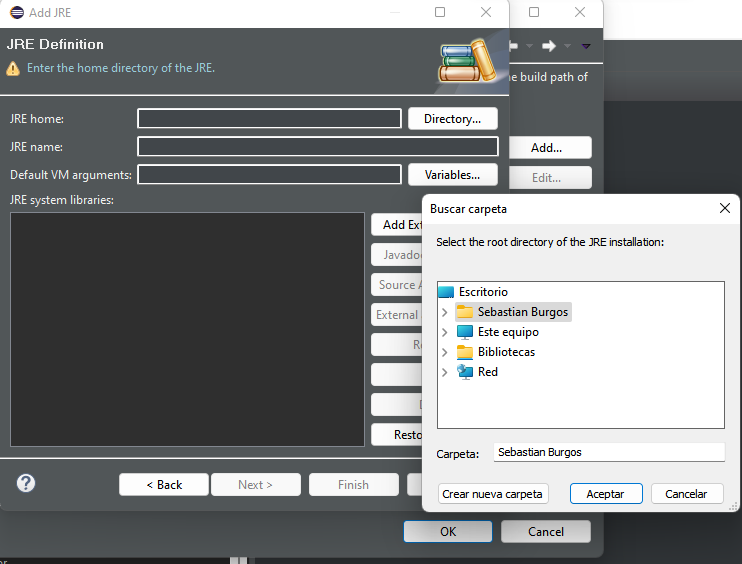 Add JRE
JRE Definition
Enter the home directory of the JRE.
e build path of
JRE home:
Directory...
JRE name:
Add...
Default VM arguments:
Variables...
Edit...
JRE system libraries:
Add Ext
Javado
Source A
External
Re
D
Resto
Buscar carpeta
Select the root directory of the JRE installation:
Escritorio
Sebastian Burgos
Este equipo
Bibliotecas
Red
Carpeta:
Sebastian Burgos
Crear nueva carpeta
Aceptar
Cancelar
?
< Back
Next >
Finish
OK
Cancel